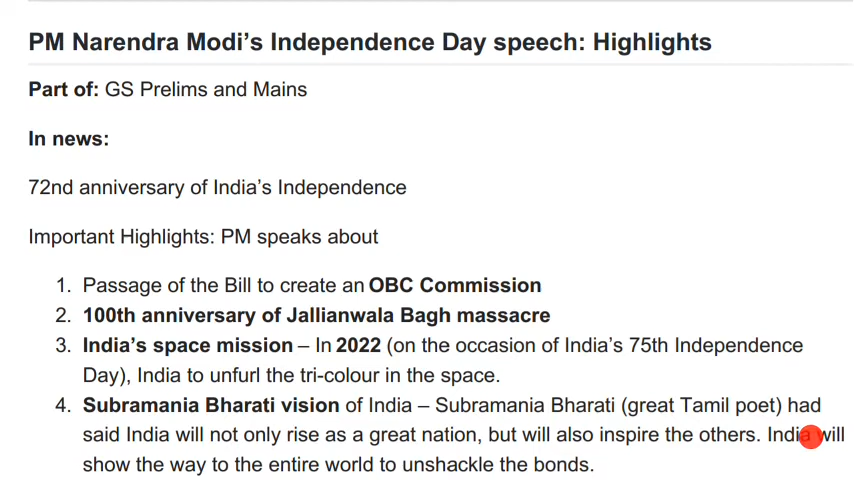 PM Narendra Modi’s Independence Day speech: Highlights
Part of: GS Prelims and Mains
In news:
72nd anniversary of India’s Independence
Important Highlights: PM speaks about
1. Passage of the Bill to create an OBC Commission
2. 100th anniversary of Jallianwala Bagh massacre
3. India’s space mission – In 2022 (on the occasion of India’s 75th Independence
Day), India to unfurl the tri-colour in the space.
4. Subramania Bharati vision of India – Subramania Bharati (great Tamil poet) had
said India will not only rise as a great nation, but will also inspire the others. India will
show the way to the entire world to unshackle the bonds.